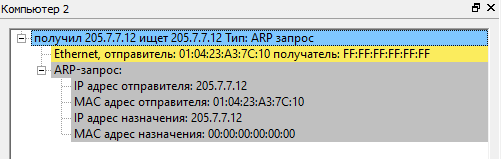 Компьютер 2
получил 205.7.7.12 ищет 205.7.7.12 Тип: ARP запрос
Ethernet, отправитель: 01:04:23:A3:7C:10 получатель: FF:FF:FF:FF:FF:FF
ARP-запрос:
IP адрес отправителя: 205.7.7.12
MAC адрес отправителя: 01:04:23:A3:7C:10
IP адрес назначения: 205.7.7.12
MAC адрес назначения: 00:00:00:00:00:00